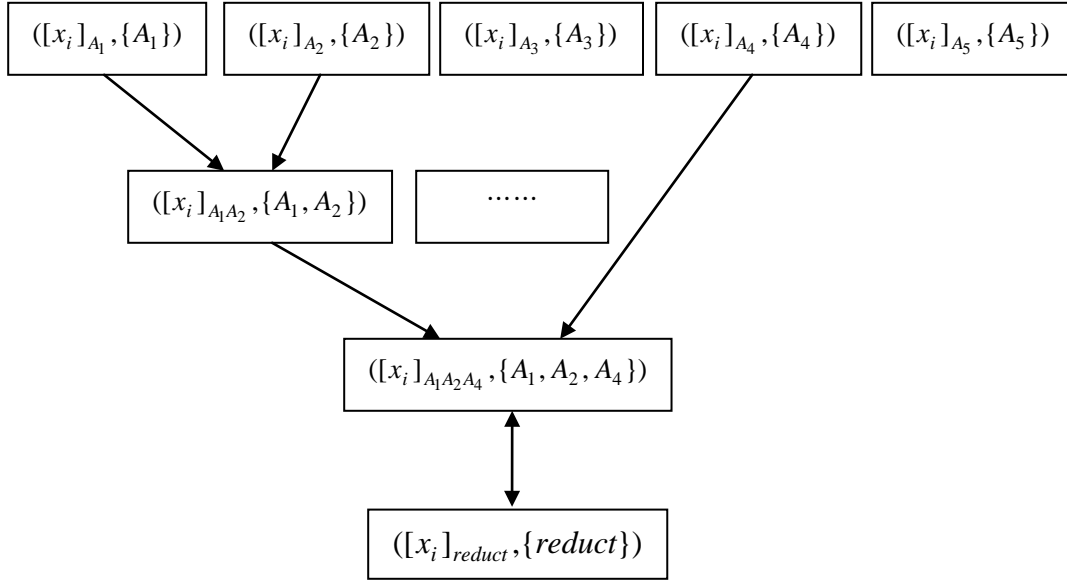 ([x_i]_{A_1},{A_1})
([x_i]_{A_2},{A_2})
([x_i]_{A_3},{A_3})
([x_i]_{A_4},{A_4})
([x_i]_{A_5},{A_5})
([x_i]_{A_1A_2},{A_1, A_2})
⋯⋯
([x_i]_{A_1A_2A_4},{A_1, A_2, A_4})
([x_i]_{reduct},{reduct})